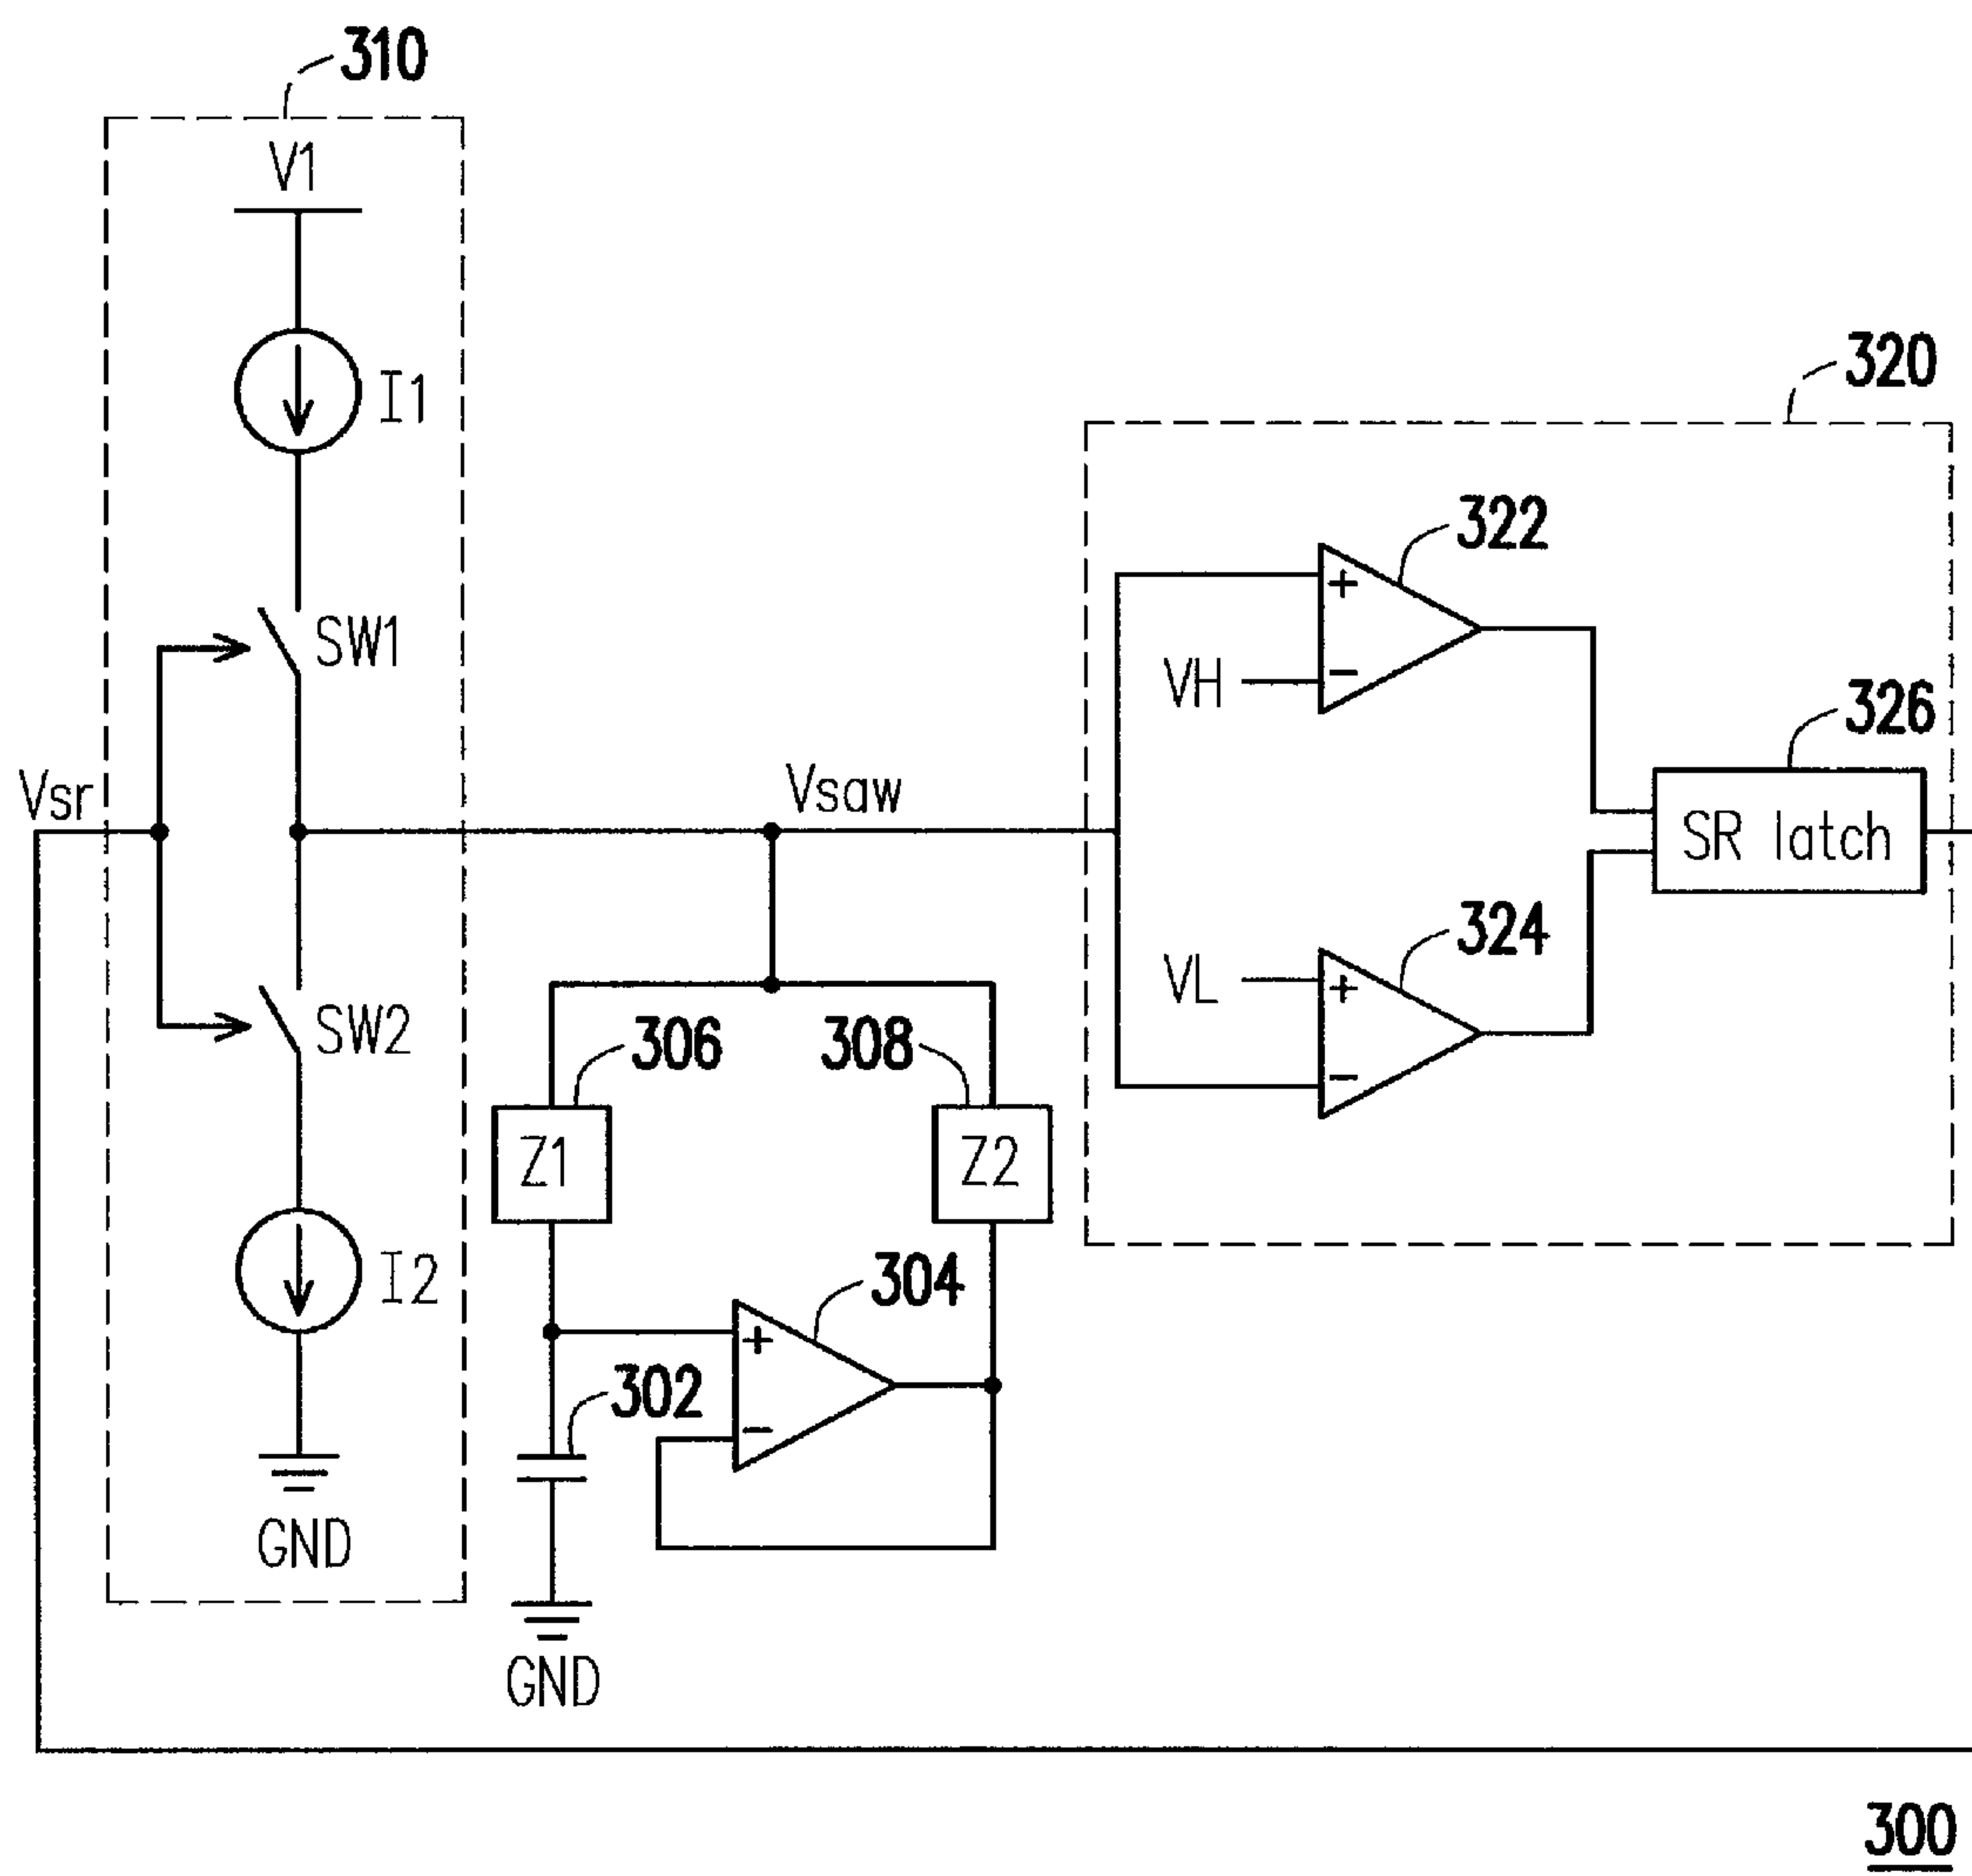 310
V1
I1
320
322
+
SW1
VH
−
326
Vsr
Vsaw
SR latch
324
VL
+
SW2
306
308
−
Z1
Z2
I2
304
+
302
−
GND
GND
300